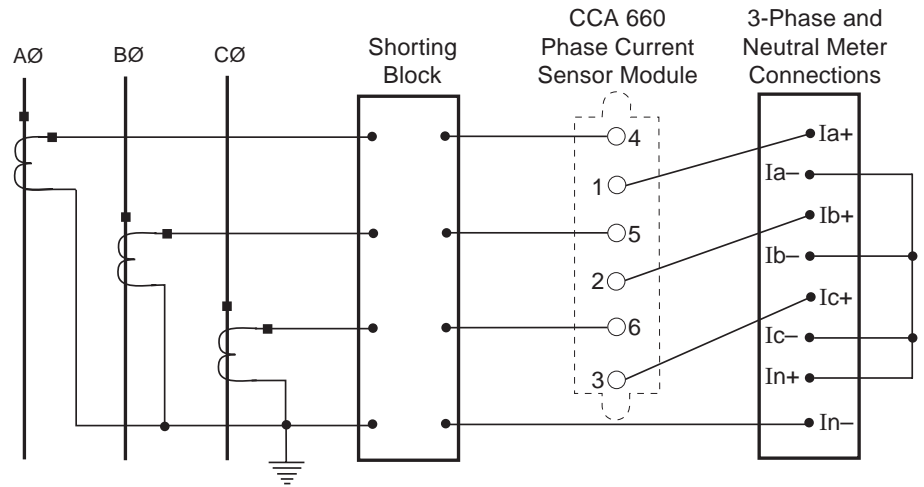 AØ
BØ
CØ
Shorting
Block
CCA 660
Phase Current
Sensor Module
3-Phase and
Neutral Meter
Connections
4
1
5
2
6
3
Ia+
Ia–
Ib+
Ib–
Ic+
Ic–
In+
In–